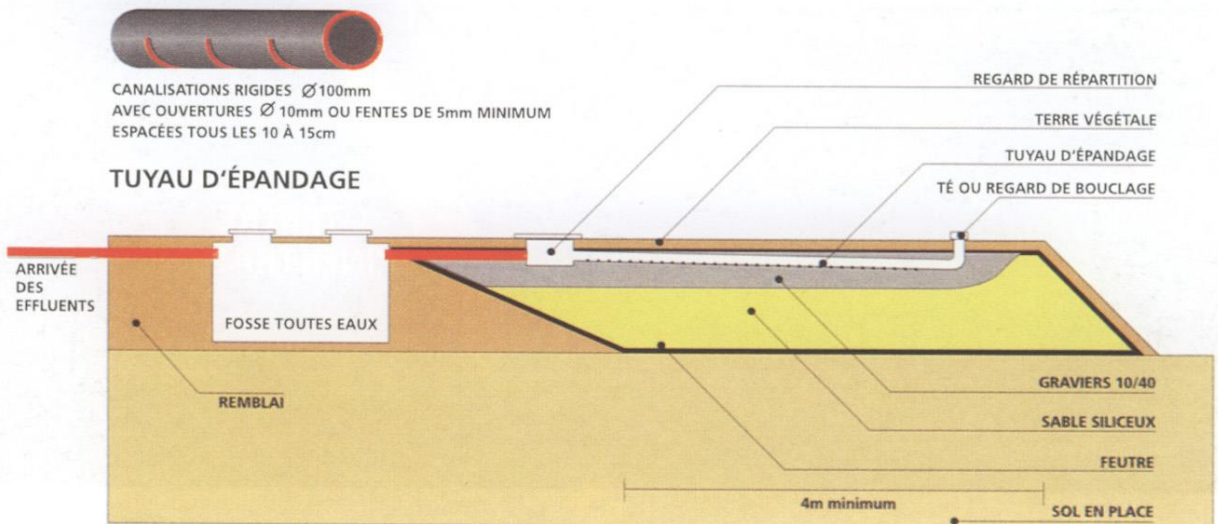 CANALISATIONS RIGIDES Ø 100mm
AVEC OUVERTURES Ø 10mm OU FENTES DE 5mm MINIMUM
ESPACÉES TOUS LES 10 À 15cm
TUYAU D'ÉPANDAGE
REGARD DE RÉPARTITION
TERRE VÉGÉTALE
TUYAU D'ÉPANDAGE
TÉ OU REGARD DE BOUCLAGE
ARRIVÉE
DES
EFFLUENTS
FOSSE TOUTES EAUX
REMBLAI
GRAVIERS 10/40
SABLE SILICEUX
FEUTRE
4m minimum
SOL EN PLACE